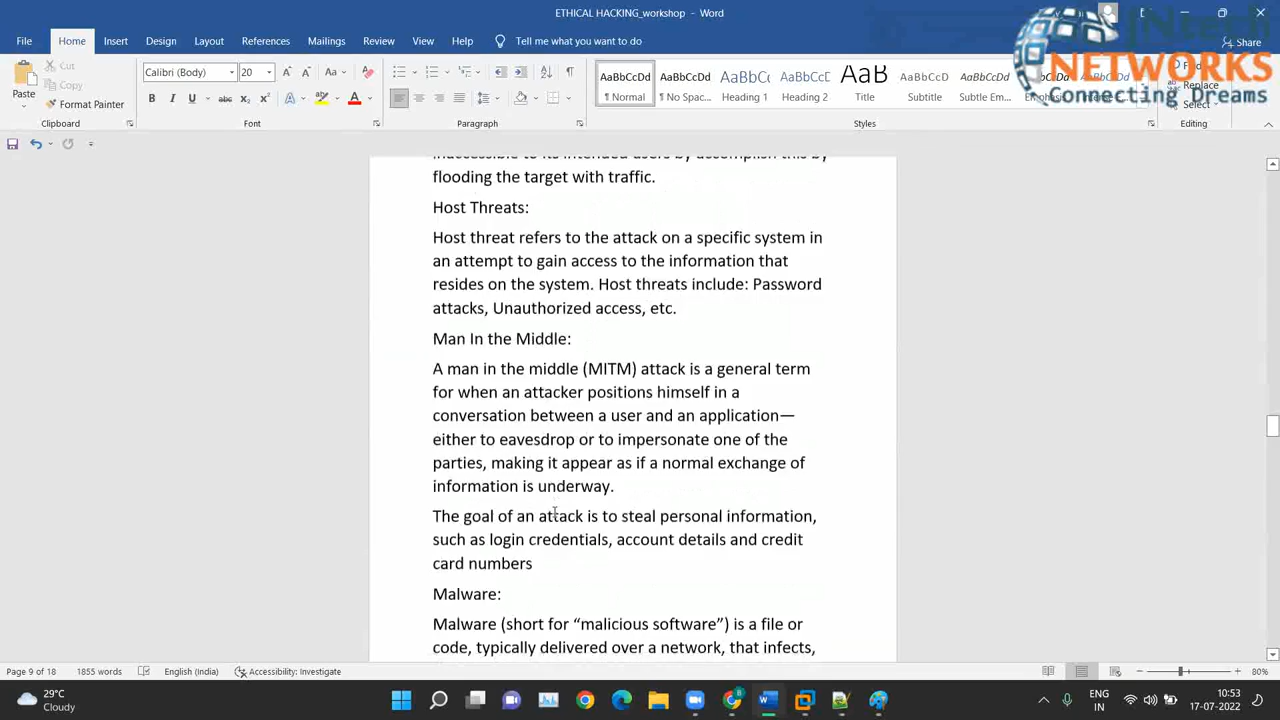 ETHICAL HACKING_workshop - Word
File Home Insert Design Layout References Mailings Review View Help Tell me what you want to do Share
NETWORKS
Connecting Dreams
Paste Cut Copy Format Painter
Calibri (Body) 20
AaBbCcDd AaBbCcDd AaBbCc AaBbCcD AaB AaBbCcD AaBbCcDd
¶ Normal ¶ No Spac... Heading 1 Heading 2 Title Subtitle Subtle Em...
Replace
Select
Clipboard Font Paragraph Styles Editing
flooding the target with traffic.
Host Threats:
Host threat refers to the attack on a specific system in
an attempt to gain access to the information that
resides on the system. Host threats include: Password
attacks, Unauthorized access, etc.
Man In the Middle:
A man in the middle (MITM) attack is a general term
for when an attacker positions himself in a
conversation between a user and an application—
either to eavesdrop or to impersonate one of the
parties, making it appear as if a normal exchange of
information is underway.
The goal of an attack is to steal personal information,
such as login credentials, account details and credit
card numbers
Malware:
Malware (short for “malicious software”) is a file or
code, typically delivered over a network, that infects,
Page 9 of 18 1855 words English (India) Accessibility: Investigate 80%
29°C
Cloudy
ENG
IN
10:53
17-07-2022